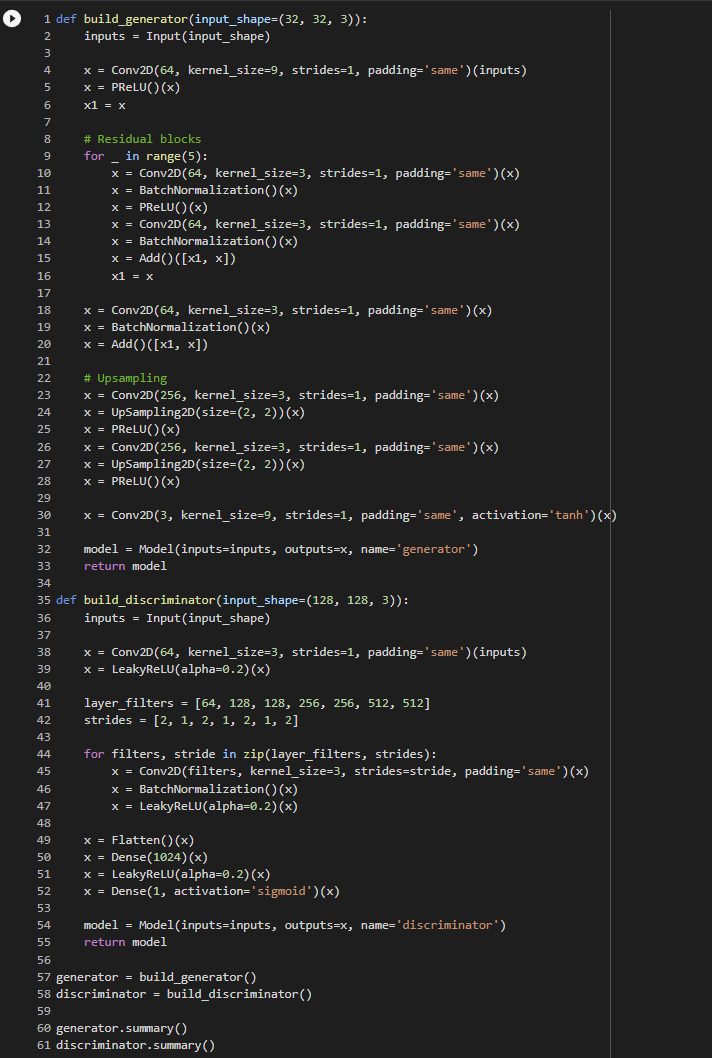 1 def build_generator(input_shape=(32, 32, 3)):
2     inputs = Input(input_shape)
3
4     x = Conv2D(64, kernel_size=9, strides=1, padding='same')(inputs)
5     x = PReLU()(x)
6     x1 = x
7
8     # Residual blocks
9     for _ in range(5):
10         x = Conv2D(64, kernel_size=3, strides=1, padding='same')(x)
11         x = BatchNormalization()(x)
12         x = PReLU()(x)
13         x = Conv2D(64, kernel_size=3, strides=1, padding='same')(x)
14         x = BatchNormalization()(x)
15         x = Add()([x1, x])
16         x1 = x
17
18     x = Conv2D(64, kernel_size=3, strides=1, padding='same')(x)
19     x = BatchNormalization()(x)
20     x = Add()([x1, x])
21
22     # Upsampling
23     x = Conv2D(256, kernel_size=3, strides=1, padding='same')(x)
24     x = UpSampling2D(size=(2, 2))(x)
25     x = PReLU()(x)
26     x = Conv2D(256, kernel_size=3, strides=1, padding='same')(x)
27     x = UpSampling2D(size=(2, 2))(x)
28     x = PReLU()(x)
29
30     x = Conv2D(3, kernel_size=9, strides=1, padding='same', activation='tanh')(x)
31
32     model = Model(inputs=inputs, outputs=x, name='generator')
33     return model
34
35 def build_discriminator(input_shape=(128, 128, 3)):
36     inputs = Input(input_shape)
37
38     x = Conv2D(64, kernel_size=3, strides=1, padding='same')(inputs)
39     x = LeakyReLU(alpha=0.2)(x)
40
41     layer_filters = [64, 128, 128, 256, 256, 512, 512]
42     strides = [2, 1, 2, 1, 2, 1, 2]
43
44     for filters, stride in zip(layer_filters, strides):
45         x = Conv2D(filters, kernel_size=3, strides=stride, padding='same')(x)
46         x = BatchNormalization()(x)
47         x = LeakyReLU(alpha=0.2)(x)
48
49     x = Flatten()(x)
50     x = Dense(1024)(x)
51     x = LeakyReLU(alpha=0.2)(x)
52     x = Dense(1, activation='sigmoid')(x)
53
54     model = Model(inputs=inputs, outputs=x, name='discriminator')
55     return model
56
57 generator = build_generator()
58 discriminator = build_discriminator()
59
60 generator.summary()
61 discriminator.summary()